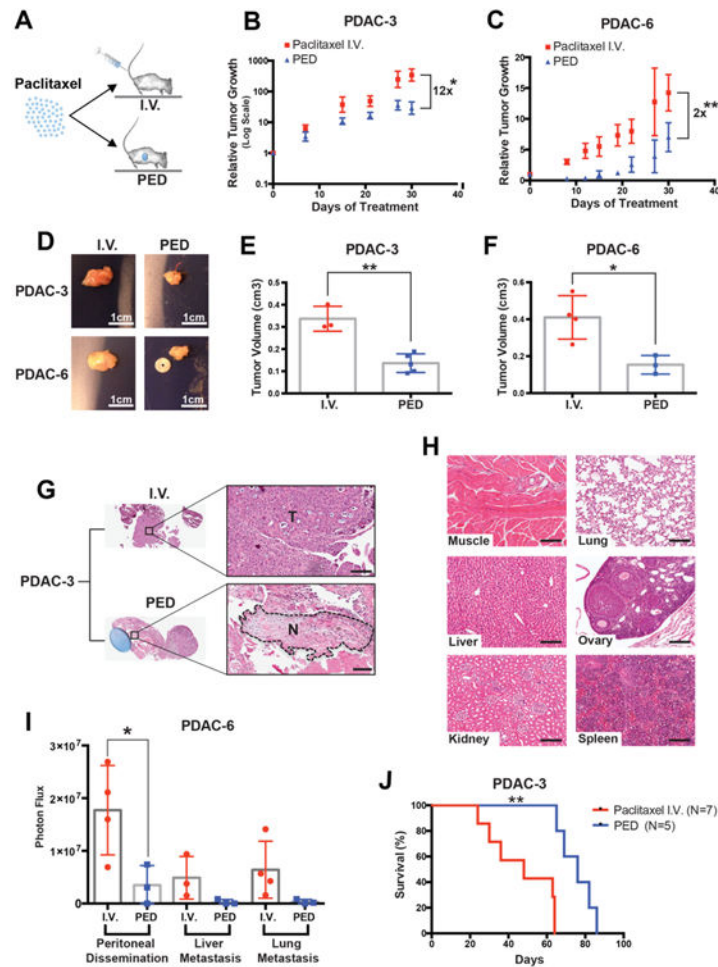 A
Paclitaxel
I.V.
PED
B
PDAC-3
Paclitaxel I.V.
PED
Relative Tumor Growth
(Log Scale)
1000
100
10
1
0.1
12x
*
0 10 20 30 40
Days of Treatment
C
PDAC-6
Paclitaxel I.V.
PED
Relative Tumor Growth
20
15
10
5
0
2x
**
0 10 20 30 40
Days of Treatment
D
I.V. PED
PDAC-3
1cm 1cm
PDAC-6
1cm 1cm
E
PDAC-3
**
Tumor Volume (cm3)
0.5
0.4
0.3
0.2
0.1
0.0
I.V. PED
F
PDAC-6
*
Tumor Volume (cm3)
0.6
0.4
0.2
0.0
I.V. PED
G
I.V.
T
PDAC-3
PED
N
H
Muscle Lung
Liver Ovary
Kidney Spleen
I
PDAC-6
*
Photon Flux
3×10⁷
2×10⁷
1×10⁷
0
I.V. PED I.V. PED I.V. PED
Peritoneal Liver Lung
Dissemination Metastasis Metastasis
J
PDAC-3
**
Paclitaxel I.V. (N=7)
PED (N=5)
Survival (%)
100
80
60
40
20
0
0 20 40 60 80 100
Days